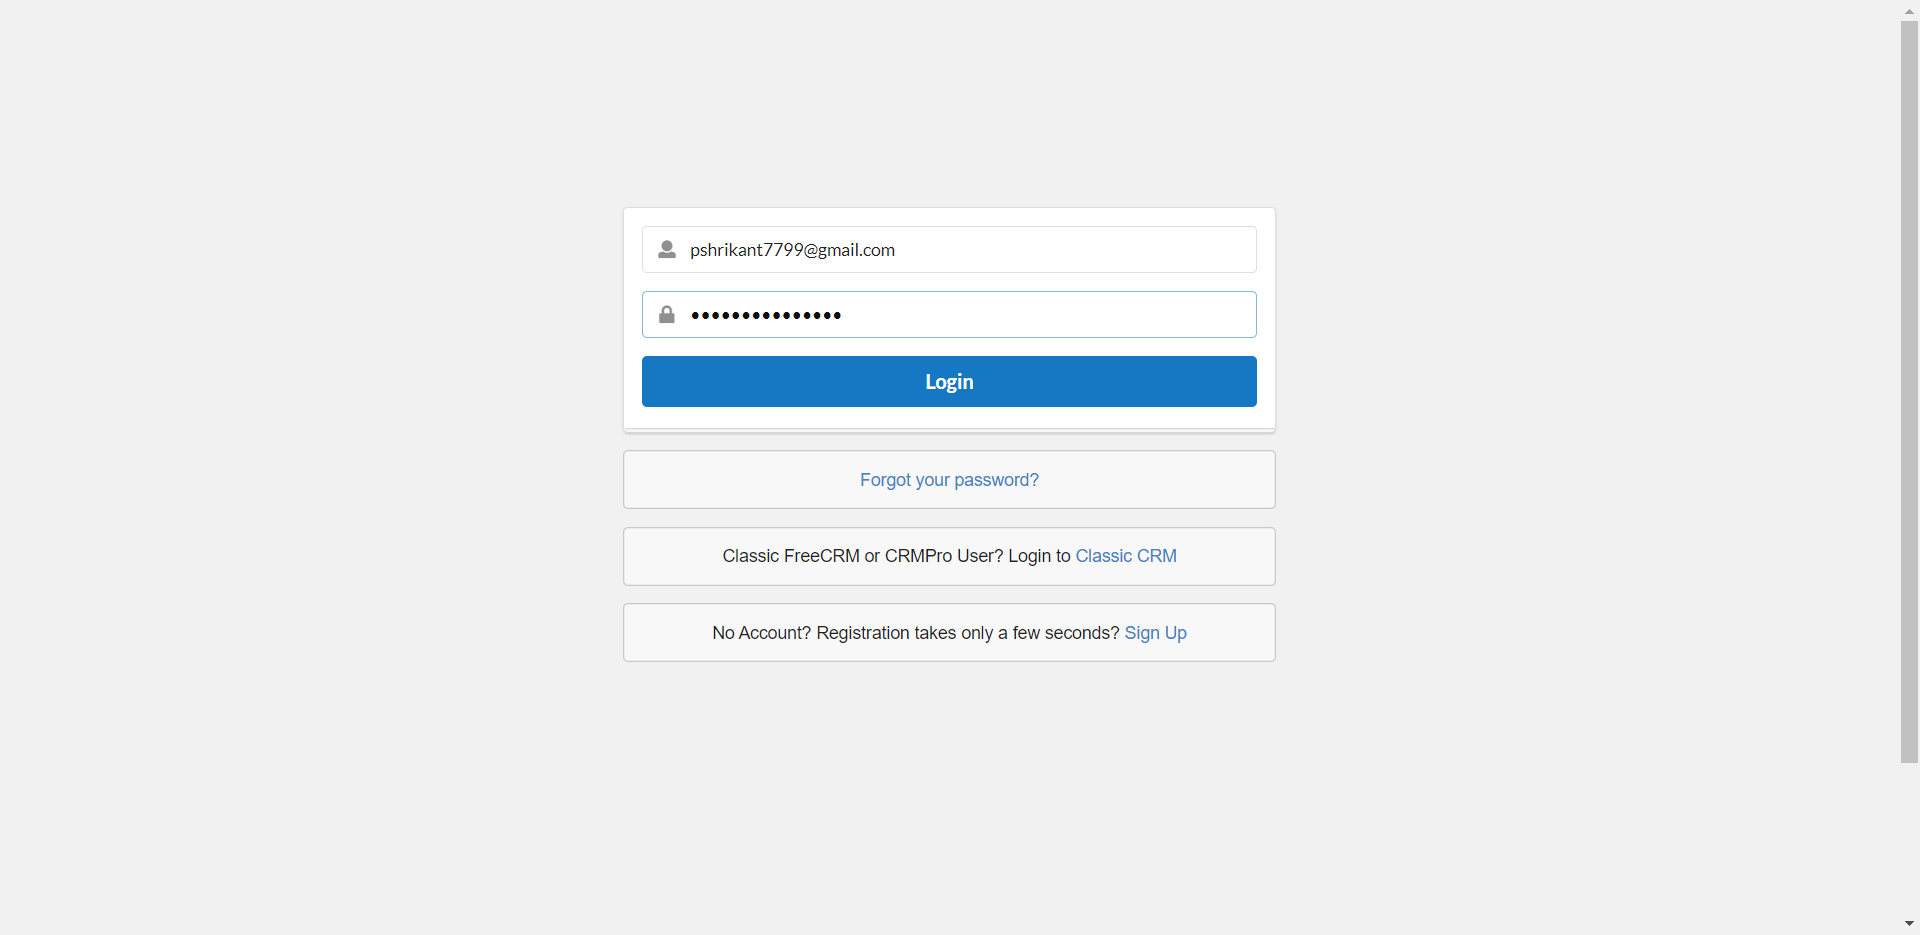 pshrikant7799@gmail.com
•••••••••••••••
Login
Forgot your password?
Classic FreeCRM or CRMPro User? Login to Classic CRM
No Account? Registration takes only a few seconds? Sign Up